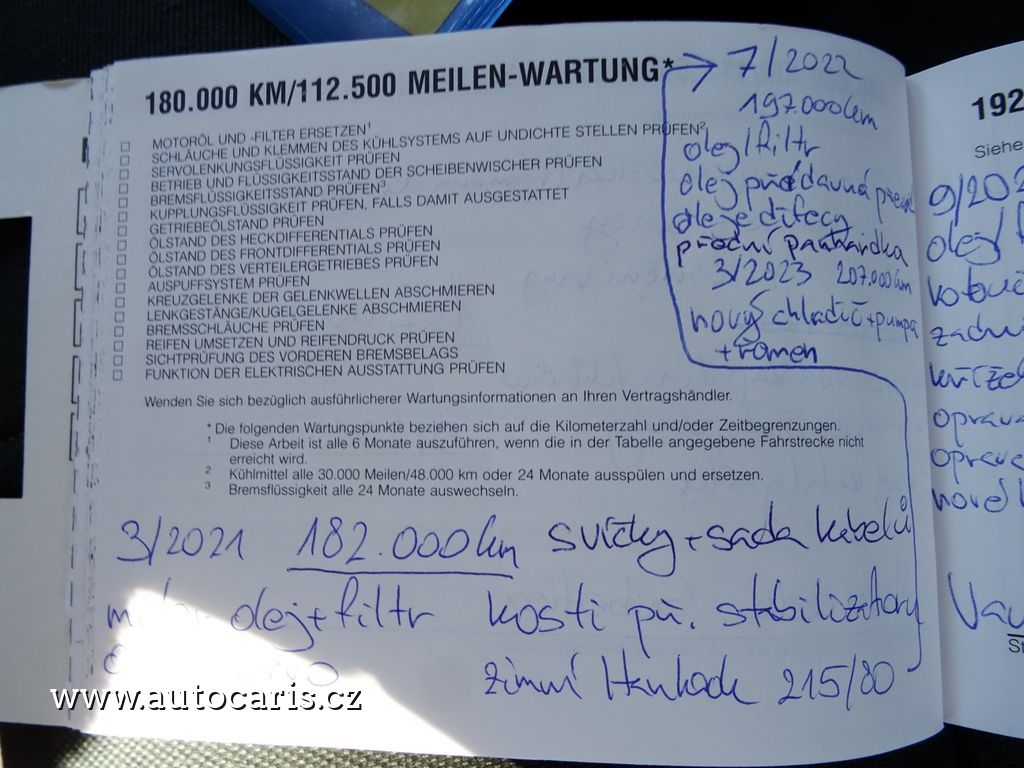 180.000 KM/112.500 MEILEN-WARTUNG*
MOTORÖL UND -FILTER ERSETZEN¹
SCHLÄUCHE UND KLEMMEN DES KÜHLSYSTEMS AUF UNDICHTE STELLEN PRÜFEN²
SERVOLENKUNGSFLÜSSIGKEIT PRÜFEN
BETRIEB UND FLÜSSIGKEITSSTAND DER SCHEIBENWISCHER PRÜFEN
BREMSFLÜSSIGKEITSSTAND PRÜFEN³
KUPPLUNGSFLÜSSIGKEIT PRÜFEN, FALLS DAMIT AUSGESTATTET
GETRIEBEÖLSTAND PRÜFEN
ÖLSTAND DES HECKDIFFERENTIALS PRÜFEN
ÖLSTAND DES FRONTDIFFERENTIALS PRÜFEN
ÖLSTAND DES VERTEILERGETRIEBES PRÜFEN
AUSPUFFSYSTEM PRÜFEN
KREUZGELENKE DER GELENKWELLEN ABSCHMIEREN
LENKGESTÄNGE/KUGELGELENKE ABSCHMIEREN
BREMSSCHLÄUCHE PRÜFEN
REIFEN UMSETZEN UND REIFENDRUCK PRÜFEN
SICHTPRÜFUNG DES VORDEREN BREMSBELAGS
FUNKTION DER ELEKTRISCHEN AUSSTATTUNG PRÜFEN
Wenden Sie sich bezüglich ausführlicherer Wartungsinformationen an Ihren Vertragshändler.
* Die folgenden Wartungspunkte beziehen sich auf die Kilometerzahl und/oder Zeitbegrenzungen.
¹ Diese Arbeit ist alle 6 Monate auszuführen, wenn die in der Tabelle angegebene Fahrstrecke nicht
erreicht wird.
² Kühlmittel alle 30.000 Meilen/48.000 km oder 24 Monate ausspülen und ersetzen.
³ Bremsflüssigkeit alle 24 Monate auswechseln.
7/2022
197.000km
olej/filtr
olej přídavná
oleje difecy
přední
3/2023 207.000km
nový chladič+pumpa
+řemen
3/2021 182.000km svíčky+sada kabelů
olej+filtr kosti př. stabilizátory
zimní Hankook 215/80
192
Siehe
9/202
olej/
zadní
oprava
oprava
nové
www.autocaris.cz